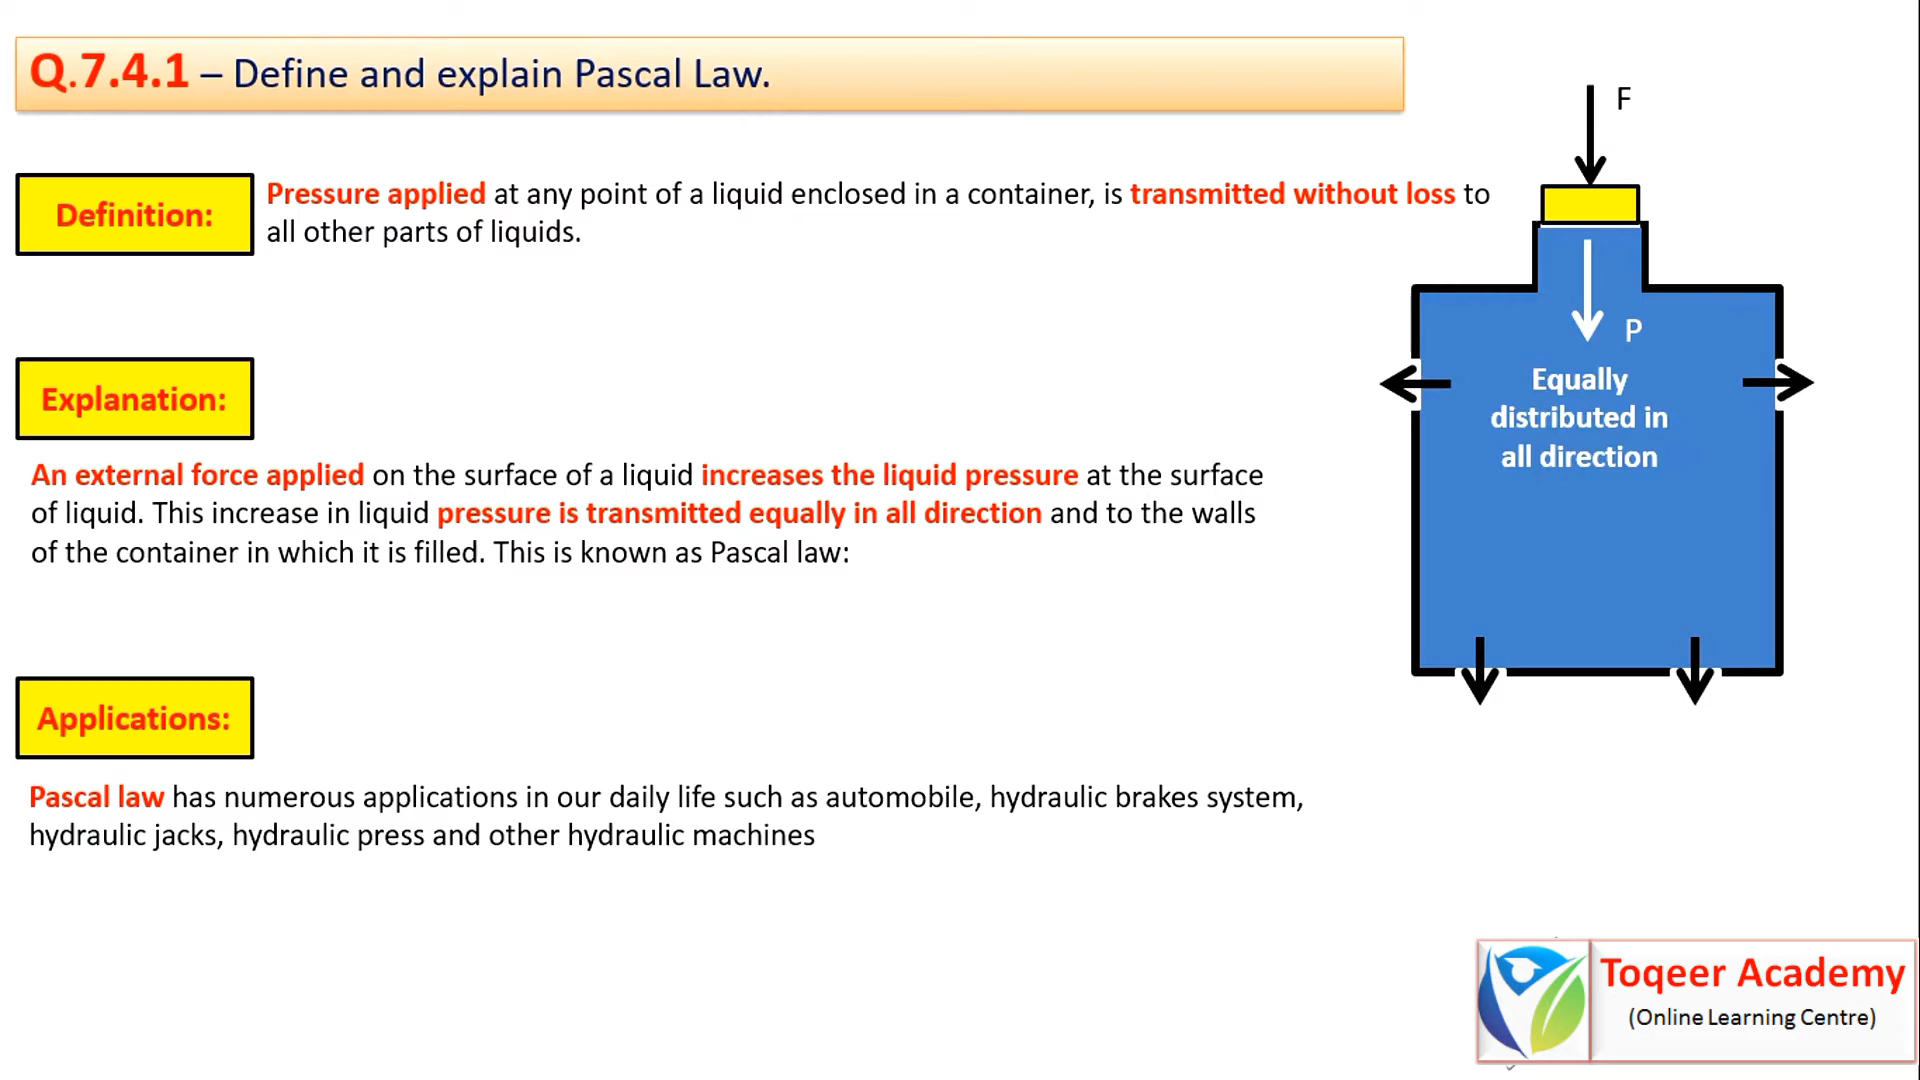 Q.7.4.1 – Define and explain Pascal Law.
F
Definition:
Pressure applied at any point of a liquid enclosed in a container, is transmitted without loss to
all other parts of liquids.
P
Equally
distributed in
all direction
Explanation:
An external force applied on the surface of a liquid increases the liquid pressure at the surface
of liquid. This increase in liquid pressure is transmitted equally in all direction and to the walls
of the container in which it is filled. This is known as Pascal law:
Applications:
Pascal law has numerous applications in our daily life such as automobile, hydraulic brakes system,
hydraulic jacks, hydraulic press and other hydraulic machines
Toqeer Academy
(Online Learning Centre)